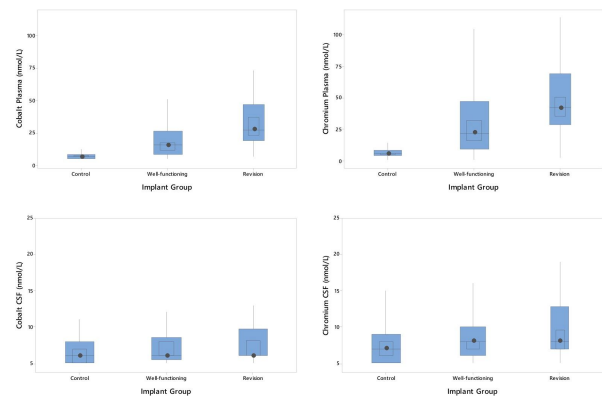 Cobalt Plasma (nmol/L)
100
75
50
25
0
Control Well-functioning Revision
Implant Group
Chromium Plasma (nmol/L)
100
75
50
25
0
Control Well-functioning Revision
Implant Group
Cobalt CSF (nmol/L)
25
20
15
10
5
Control Well-functioning Revision
Implant Group
Chromium CSF (nmol/L)
25
20
15
10
5
Control Well-functioning Revision
Implant Group